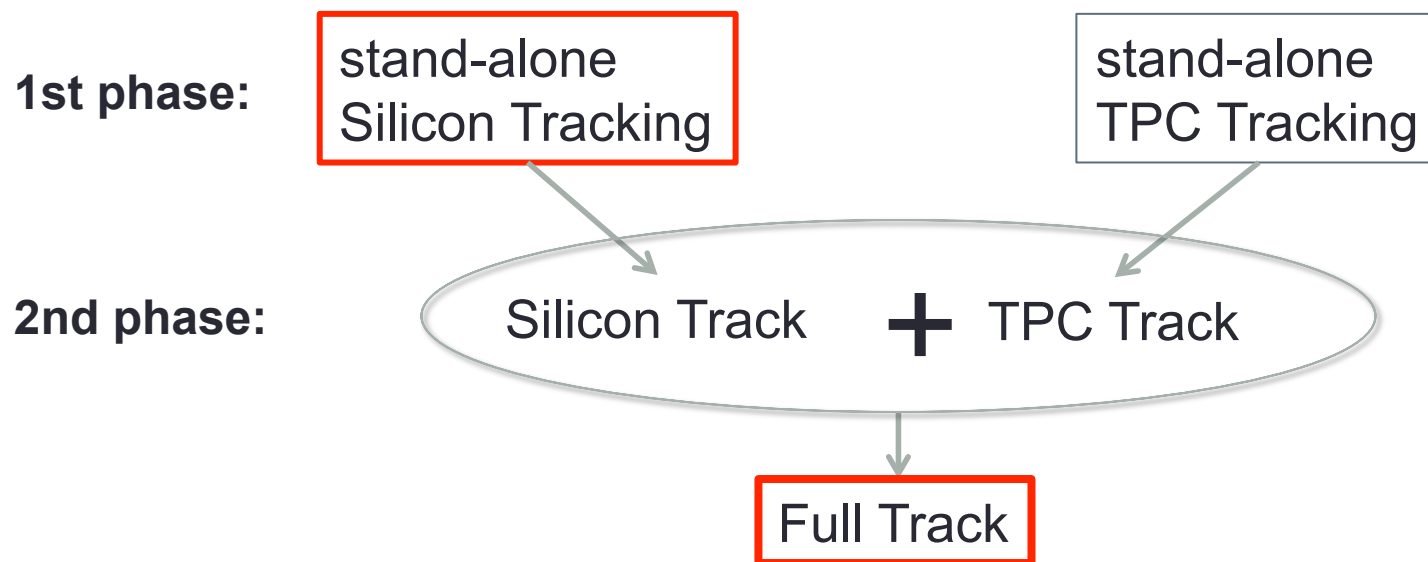 1st phase:
stand-alone
Silicon Tracking
stand-alone
TPC Tracking
2nd phase:
Silicon Track + TPC Track
Full Track